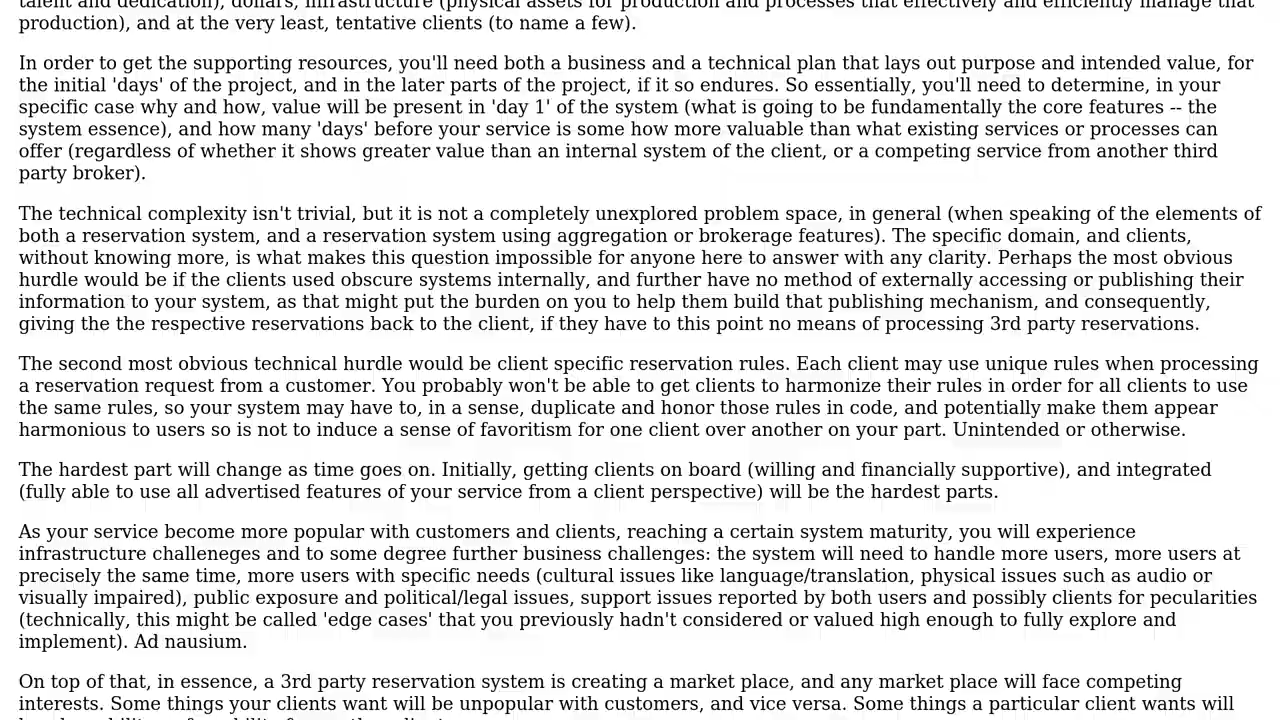 talent and dedication), dollars, infrastructure (physical assets for production and processes that effectively and efficiently manage that
production), and at the very least, tentative clients (to name a few).
In order to get the supporting resources, you'll need both a business and a technical plan that lays out purpose and intended value, for
the initial 'days' of the project, and in the later parts of the project, if it so endures. So essentially, you'll need to determine, in your
specific case why and how, value will be present in 'day 1' of the system (what is going to be fundamentally the core features -- the
system essence), and how many 'days' before your service is some how more valuable than what existing services or processes can
offer (regardless of whether it shows greater value than an internal system of the client, or a competing service from another third
party broker).
The technical complexity isn't trivial, but it is not a completely unexplored problem space, in general (when speaking of the elements of
both a reservation system, and a reservation system using aggregation or brokerage features). The specific domain, and clients,
without knowing more, is what makes this question impossible for anyone here to answer with any clarity. Perhaps the most obvious
hurdle would be if the clients used obscure systems internally, and further have no method of externally accessing or publishing their
information to your system, as that might put the burden on you to help them build that publishing mechanism, and consequently,
giving the the respective reservations back to the client, if they have to this point no means of processing 3rd party reservations.
The second most obvious technical hurdle would be client specific reservation rules. Each client may use unique rules when processing
a reservation request from a customer. You probably won't be able to get clients to harmonize their rules in order for all clients to use
the same rules, so your system may have to, in a sense, duplicate and honor those rules in code, and potentially make them appear
harmonious to users so is not to induce a sense of favoritism for one client over another on your part. Unintended or otherwise.
The hardest part will change as time goes on. Initially, getting clients on board (willing and financially supportive), and integrated
(fully able to use all advertised features of your service from a client perspective) will be the hardest parts.
As your service become more popular with customers and clients, reaching a certain system maturity, you will experience
infrastructure challeneges and to some degree further business challenges: the system will need to handle more users, more users at
precisely the same time, more users with specific needs (cultural issues like language/translation, physical issues such as audio or
visually impaired), public exposure and political/legal issues, support issues reported by both users and possibly clients for pecularities
(technically, this might be called 'edge cases' that you previously hadn't considered or valued high enough to fully explore and
implement). Ad nausium.
On top of that, in essence, a 3rd party reservation system is creating a market place, and any market place will face competing
interests. Some things your clients want will be unpopular with customers, and vice versa. Some things a particular client wants will